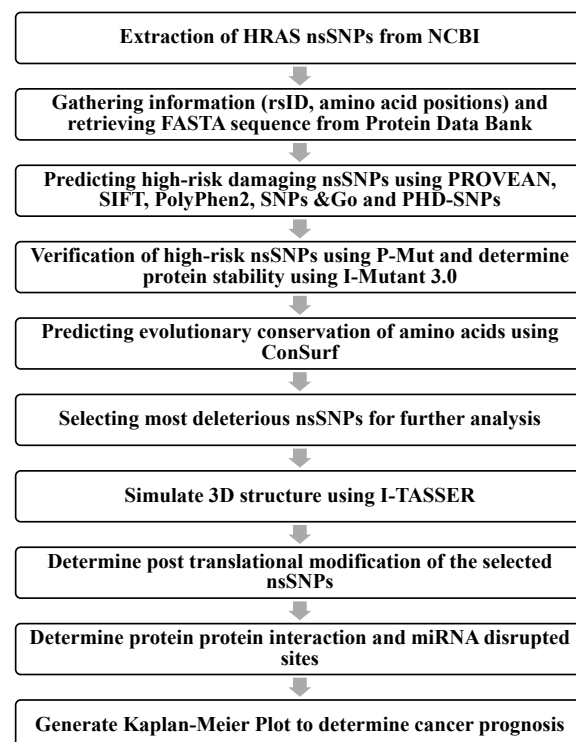 Extraction of HRAS nsSNPs from NCBI
Gathering information (rsID, amino acid positions) and
retrieving FASTA sequence from Protein Data Bank
Predicting high-risk damaging nsSNPs using PROVEAN,
SIFT, PolyPhen2, SNPs &Go and PHD-SNPs
Verification of high-risk nsSNPs using P-Mut and determine
protein stability using I-Mutant 3.0
Predicting evolutionary conservation of amino acids using
ConSurf
Selecting most deleterious nsSNPs for further analysis
Simulate 3D structure using I-TASSER
Determine post translational modification of the selected
nsSNPs
Determine protein protein interaction and miRNA disrupted
sites
Generate Kaplan-Meier Plot to determine cancer prognosis